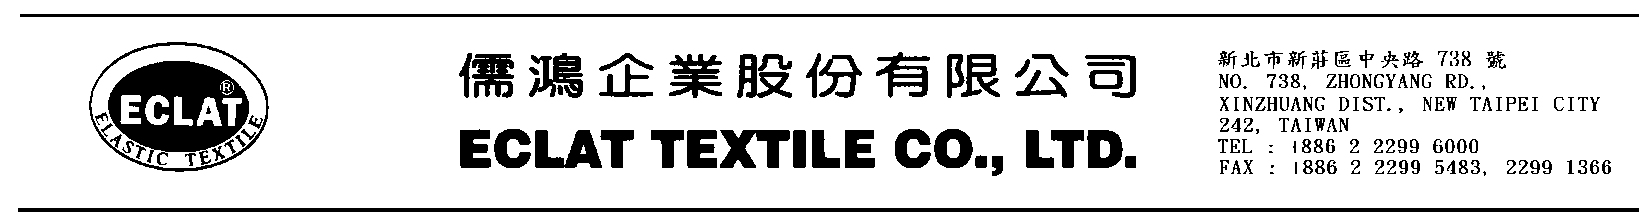 ECLAT®
ELASTIC TEXTILE
儒鴻企業股份有限公司
ECLAT TEXTILE CO., LTD.
新北市新莊區中央路 738 號
NO. 738, ZHONGYANG RD.,
XINZHUANG DIST., NEW TAIPEI CITY
242, TAIWAN
TEL : +886 2 2299 6000
FAX : +886 2 2299 5483, 2299 1366